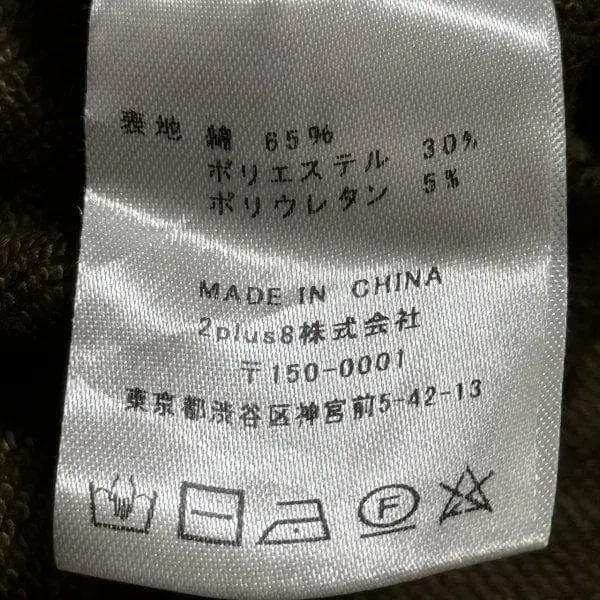 表地 綿 65%
ポリエステル 30%
ポリウレタン 5%
MADE IN CHINA
2plus8株式会社
〒150-0001
東京都渋谷区神宮前5-42-13
F